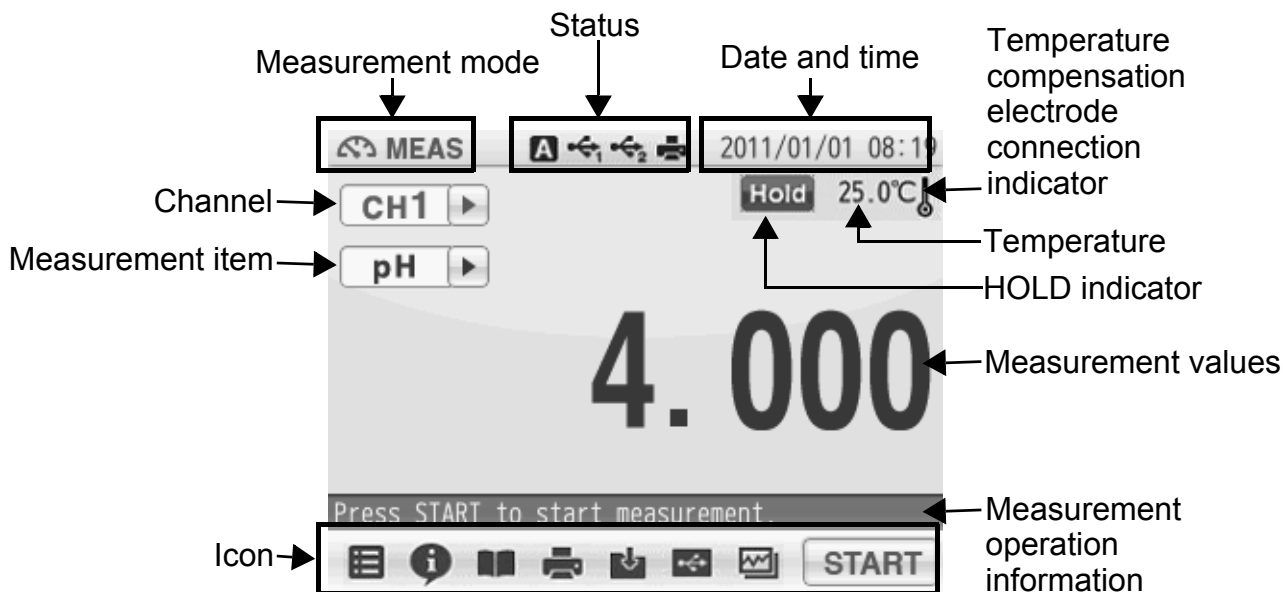 Status
Measurement mode
Date and time
Temperature
compensation
electrode
connection
indicator
MEAS
A 1 2
2011/01/01 08:19
Channel
CH1
Hold
25.0℃
Measurement item
pH
Temperature
HOLD indicator
4.000
Measurement values
Press START to start measurement.
Measurement
operation
information
Icon
START